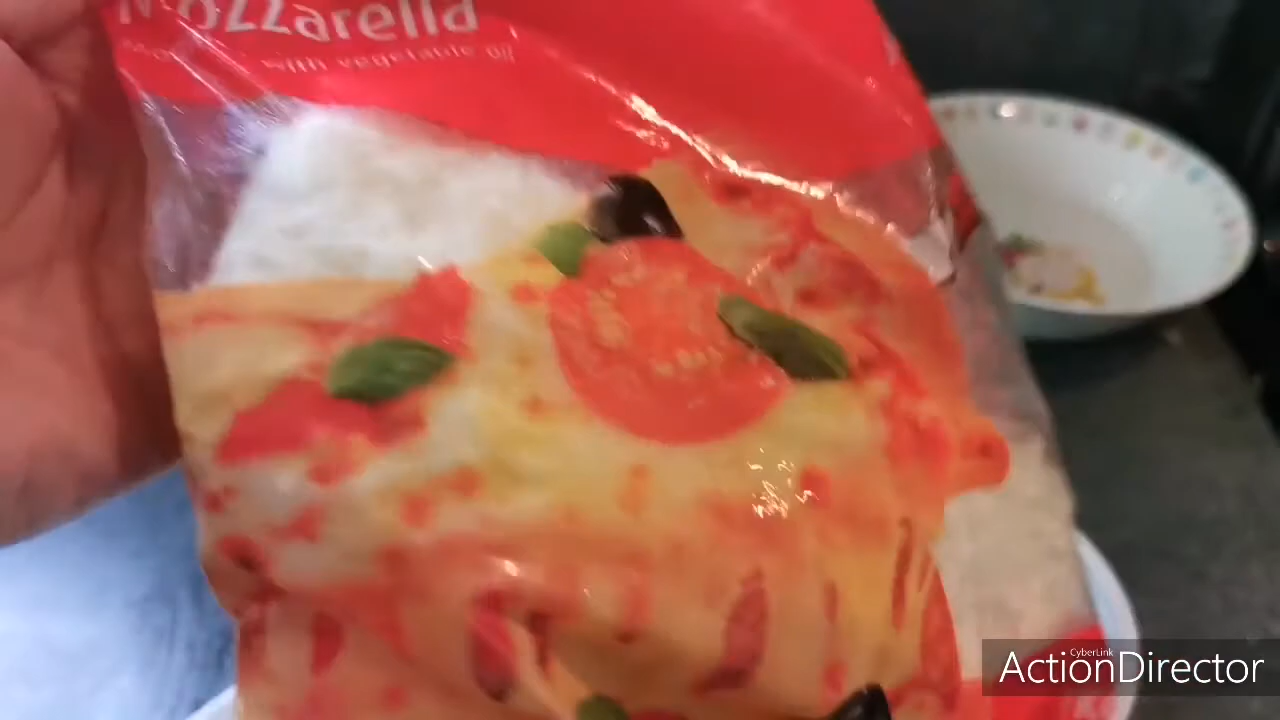 Mozzarella
with vegetable oil
CyberLink
ActionDirector